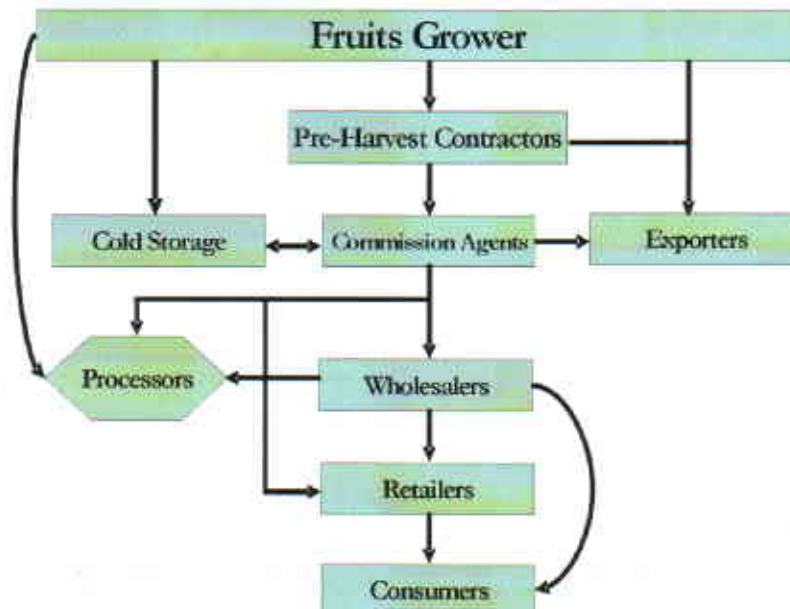 Fruits Grower
Pre-Harvest Contractors
Cold Storage
Commission Agents
Exporters
Processors
Wholesalers
Retailers
Consumers